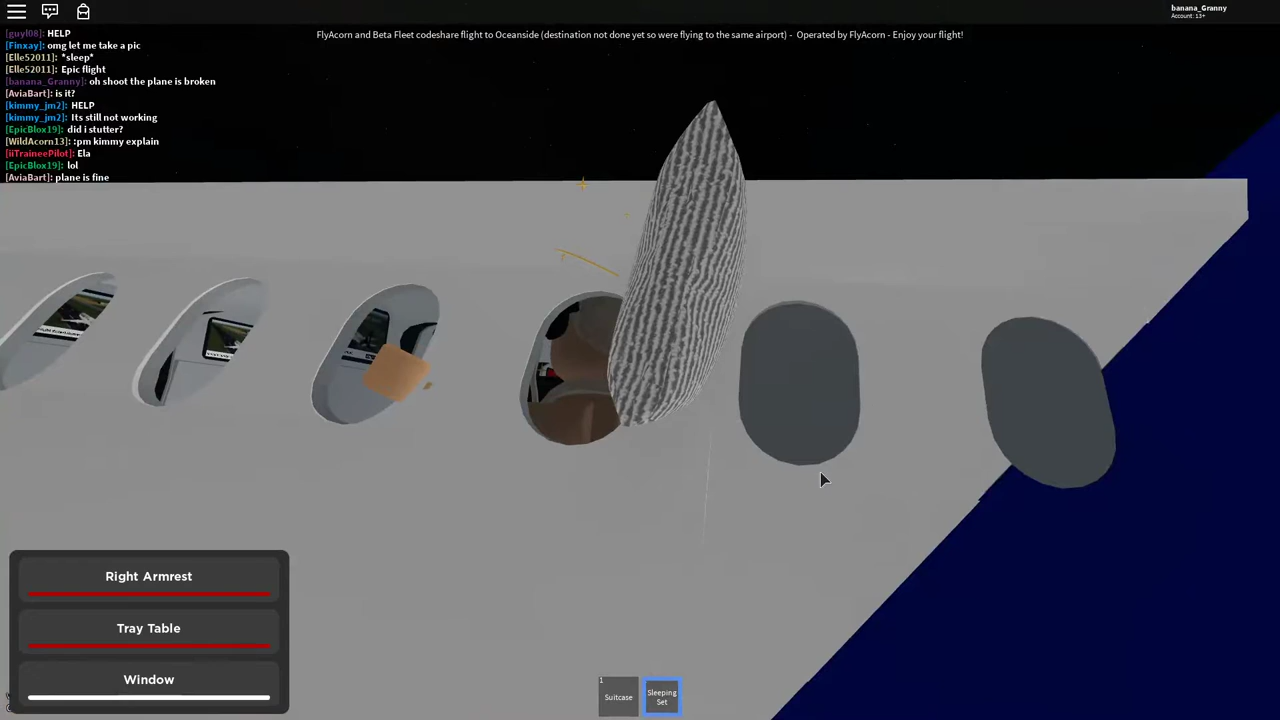 banana_Granny
Account: 13+
FlyAcorn and Beta Fleet codeshare flight to Oceanside (destination not done yet so were flying to the same airport) - Operated by FlyAcorn - Enjoy your flight!
[guyl08]: HELP
[Finxay]: omg let me take a pic
[Elle52011]: *sleep*
[Elle52011]: Epic flight
[banana_Granny]: oh shoot the plane is broken
[AviaBart]: is it?
[kimmy_jm2]: HELP
[kimmy_jm2]: Its still not working
[EpicBlox19]: did i stutter?
[WildAcorn13]: :pm kimmy explain
[iiTraineePilot]: Ela
[EpicBlox19]: lol
[AviaBart]: plane is fine
Right Armrest
Tray Table
Window
1
Suitcase
Sleeping
Set